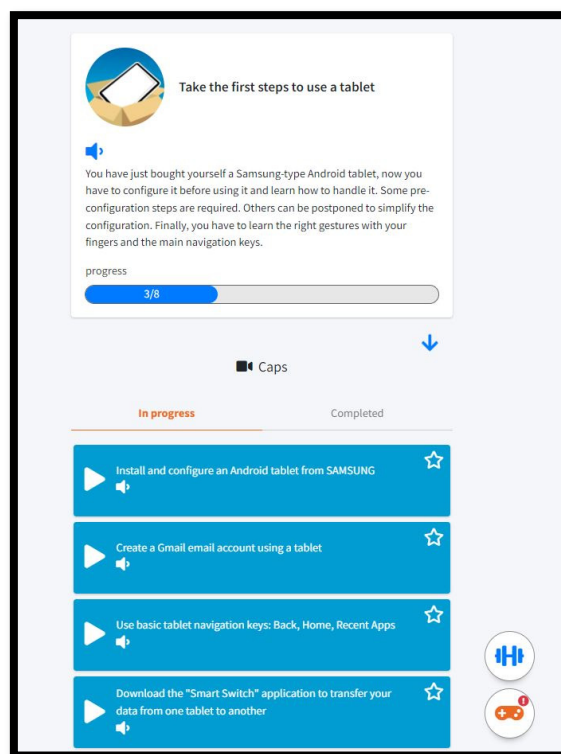 Take the first steps to use a tablet
You have just bought yourself a Samsung-type Android tablet, now you
have to configure it before using it and learn how to handle it. Some pre-
configuration steps are required. Others can be postponed to simplify the
configuration. Finally, you have to learn the right gestures with your
fingers and the main navigation keys.
progress
3/8
Caps
In progress
Completed
Install and configure an Android tablet from SAMSUNG
Create a Gmail email account using a tablet
Use basic tablet navigation keys: Back, Home, Recent Apps
Download the "Smart Switch" application to transfer your
data from one tablet to another